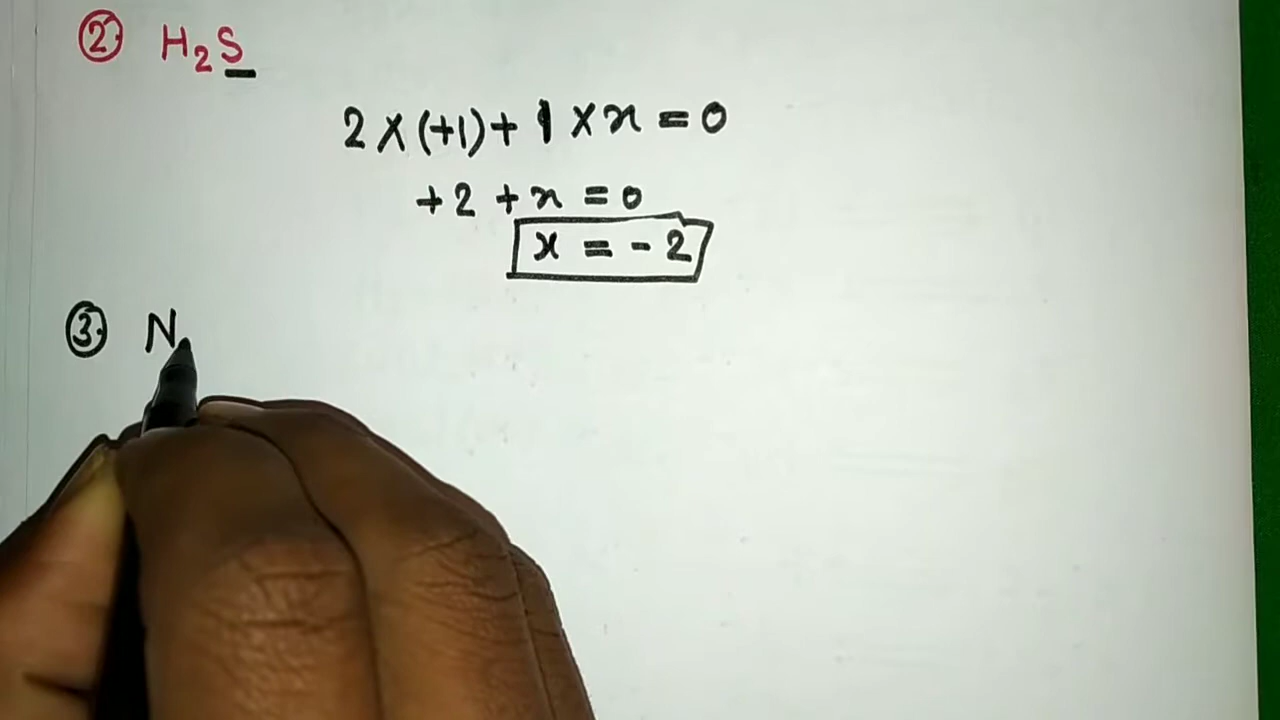 ② H₂S
2 × (+1) + 1 × x = 0
+2 + x = 0
x = -2
③ N